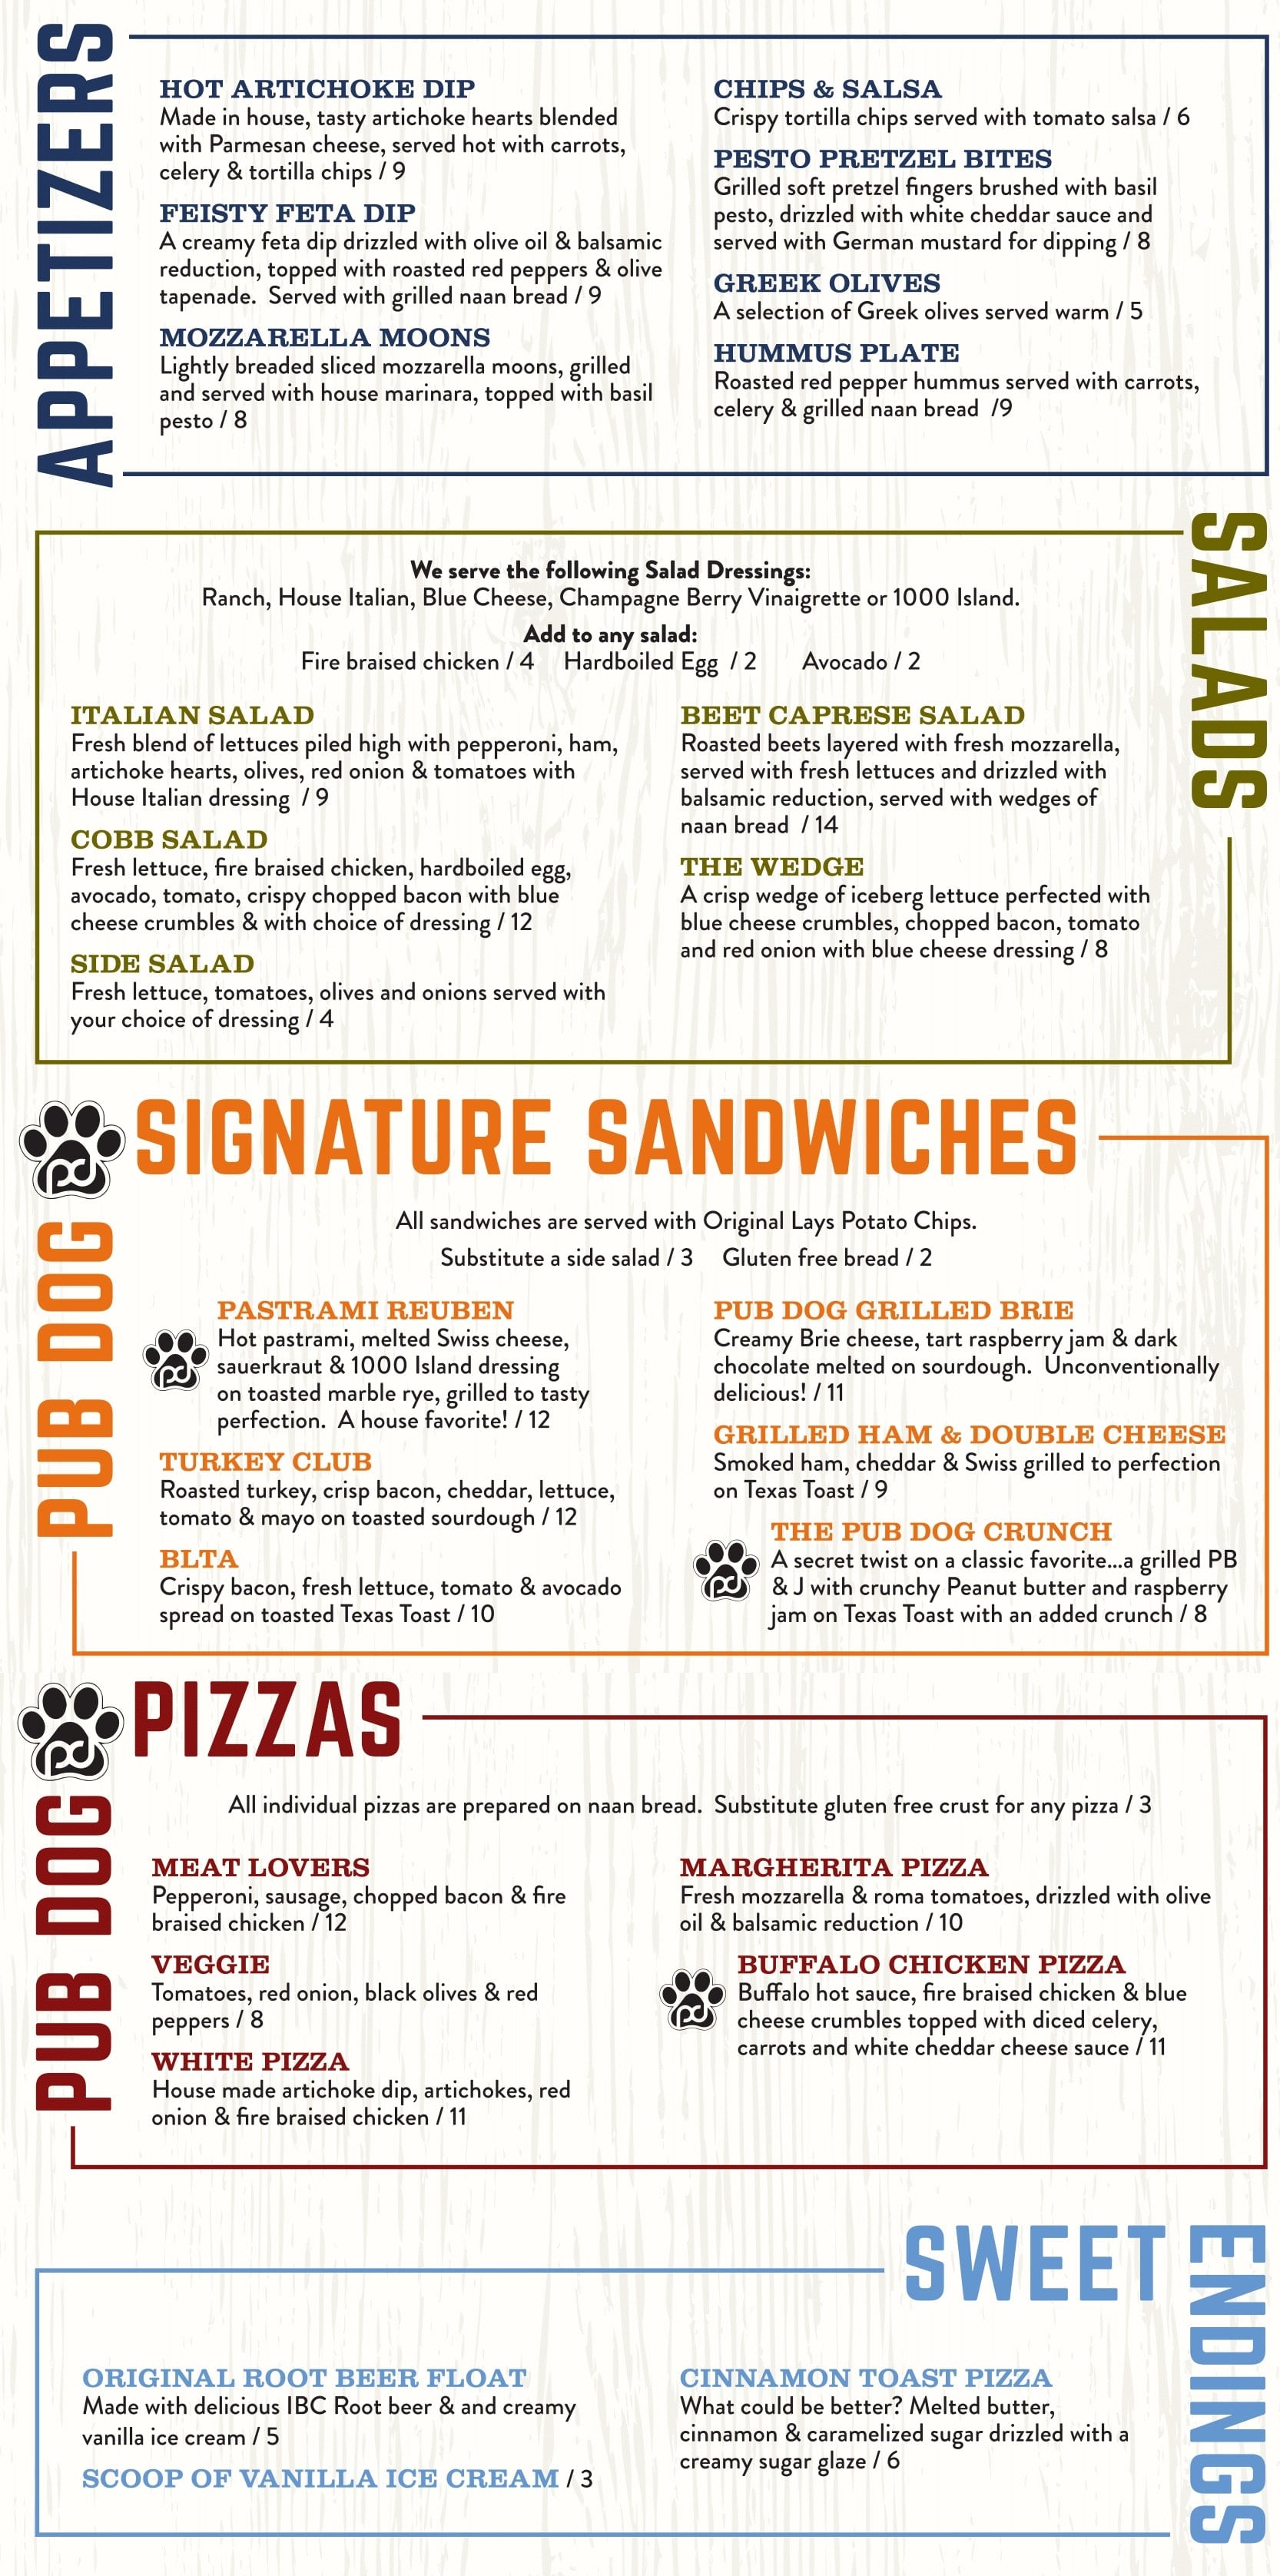 APPETIZERS
HOT ARTICHOKE DIP
Made in house, tasty artichoke hearts blended
with Parmesan cheese, served hot with carrots,
celery & tortilla chips / 9
FEISTY FETA DIP
A creamy feta dip drizzled with olive oil & balsamic
reduction, topped with roasted red peppers & olive
tapenade. Served with grilled naan bread / 9
MOZZARELLA MOONS
Lightly breaded sliced mozzarella moons, grilled
and served with house marinara, topped with basil
pesto / 8
CHIPS & SALSA
Crispy tortilla chips served with tomato salsa / 6
PESTO PRETZEL BITES
Grilled soft pretzel fingers brushed with basil
pesto, drizzled with white cheddar sauce and
served with German mustard for dipping / 8
GREEK OLIVES
A selection of Greek olives served warm / 5
HUMMUS PLATE
Roasted red pepper hummus served with carrots,
celery & grilled naan bread /9
SALADS
We serve the following Salad Dressings:
Ranch, House Italian, Blue Cheese, Champagne Berry Vinaigrette or 1000 Island.
Add to any salad:
Fire braised chicken / 4 Hardboiled Egg / 2 Avocado / 2
ITALIAN SALAD
Fresh blend of lettuces piled high with pepperoni, ham,
artichoke hearts, olives, red onion & tomatoes with
House Italian dressing / 9
COBB SALAD
Fresh lettuce, fire braised chicken, hardboiled egg,
avocado, tomato, crispy chopped bacon with blue
cheese crumbles & with choice of dressing / 12
SIDE SALAD
Fresh lettuce, tomatoes, olives and onions served with
your choice of dressing / 4
BEET CAPRESE SALAD
Roasted beets layered with fresh mozzarella,
served with fresh lettuces and drizzled with
balsamic reduction, served with wedges of
naan bread / 14
THE WEDGE
A crisp wedge of iceberg lettuce perfected with
blue cheese crumbles, chopped bacon, tomato
and red onion with blue cheese dressing / 8
pd
PUB DOG
SIGNATURE SANDWICHES
All sandwiches are served with Original Lays Potato Chips.
Substitute a side salad / 3 Gluten free bread / 2
PASTRAMI REUBEN
pd
Hot pastrami, melted Swiss cheese,
sauerkraut & 1000 Island dressing
on toasted marble rye, grilled to tasty
perfection. A house favorite! / 12
TURKEY CLUB
Roasted turkey, crisp bacon, cheddar, lettuce,
tomato & mayo on toasted sourdough / 12
BLTA
Crispy bacon, fresh lettuce, tomato & avocado
spread on toasted Texas Toast / 10
PUB DOG GRILLED BRIE
Creamy Brie cheese, tart raspberry jam & dark
chocolate melted on sourdough. Unconventionally
delicious! / 11
GRILLED HAM & DOUBLE CHEESE
Smoked ham, cheddar & Swiss grilled to perfection
on Texas Toast / 9
THE PUB DOG CRUNCH
pd
A secret twist on a classic favorite...a grilled PB
& J with crunchy Peanut butter and raspberry
jam on Texas Toast with an added crunch / 8
pd
PUB DOG
PIZZAS
All individual pizzas are prepared on naan bread. Substitute gluten free crust for any pizza / 3
MEAT LOVERS
Pepperoni, sausage, chopped bacon & fire
braised chicken / 12
VEGGIE
Tomatoes, red onion, black olives & red
peppers / 8
WHITE PIZZA
House made artichoke dip, artichokes, red
onion & fire braised chicken / 11
MARGHERITA PIZZA
Fresh mozzarella & roma tomatoes, drizzled with olive
oil & balsamic reduction / 10
BUFFALO CHICKEN PIZZA
pd
Buffalo hot sauce, fire braised chicken & blue
cheese crumbles topped with diced celery,
carrots and white cheddar cheese sauce / 11
SWEET
ENDINGS
ORIGINAL ROOT BEER FLOAT
Made with delicious IBC Root beer & and creamy
vanilla ice cream / 5
SCOOP OF VANILLA ICE CREAM / 3
CINNAMON TOAST PIZZA
What could be better? Melted butter,
cinnamon & caramelized sugar drizzled with a
creamy sugar glaze / 6